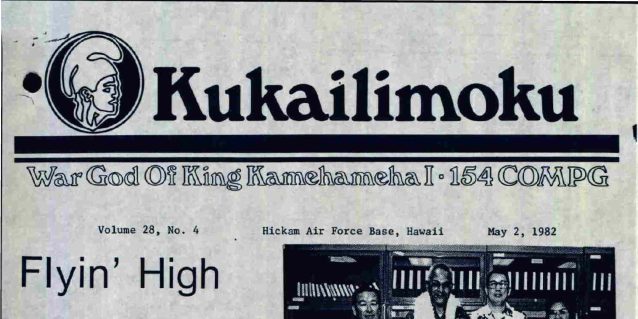 Kukailimoku
War God Of King Kamehameha I • 154 COMPG
Volume 28, No. 4 Hickam Air Force Base, Hawaii May 2, 1982
Flyin' High